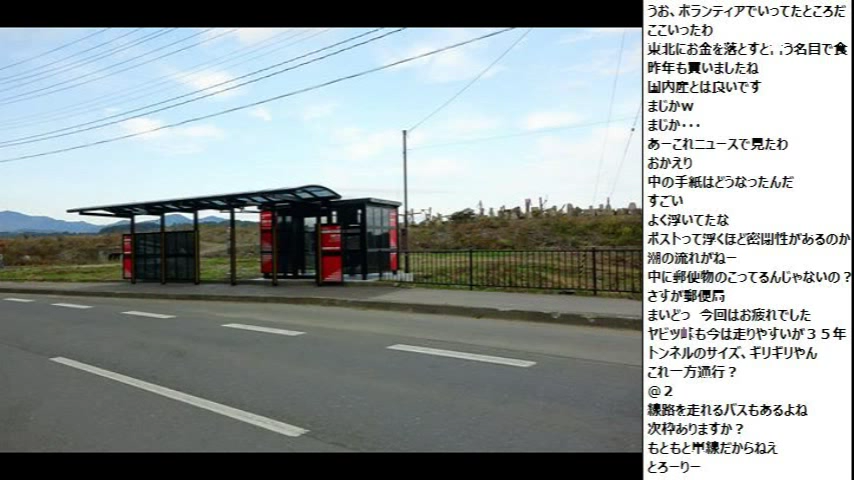 うお、ボランティアでいってたところだ
ここいったわ
東北にお金を落とすという名目で食
昨年も買いましたね
国内産とは良いです
まじかｗ
まじか・・・
あーこれニュースで見たわ
おかえり
中の手紙はどうなったんだ
すごい
よく浮いてたな
ポストって浮くほど密閉性があるのか
潮の流れがねー
中に郵便物のこってるんじゃないの？
さすが郵便局
まいどっ 今回はお疲れでした
ヤビツ峠も今は走りやすいが３５年
トンネルのサイズ、ギリギリやん
これ一方通行？
＠２
線路を走れるバスもあるよね
次枠ありますか？
もともと単線だからねえ
とろーりー